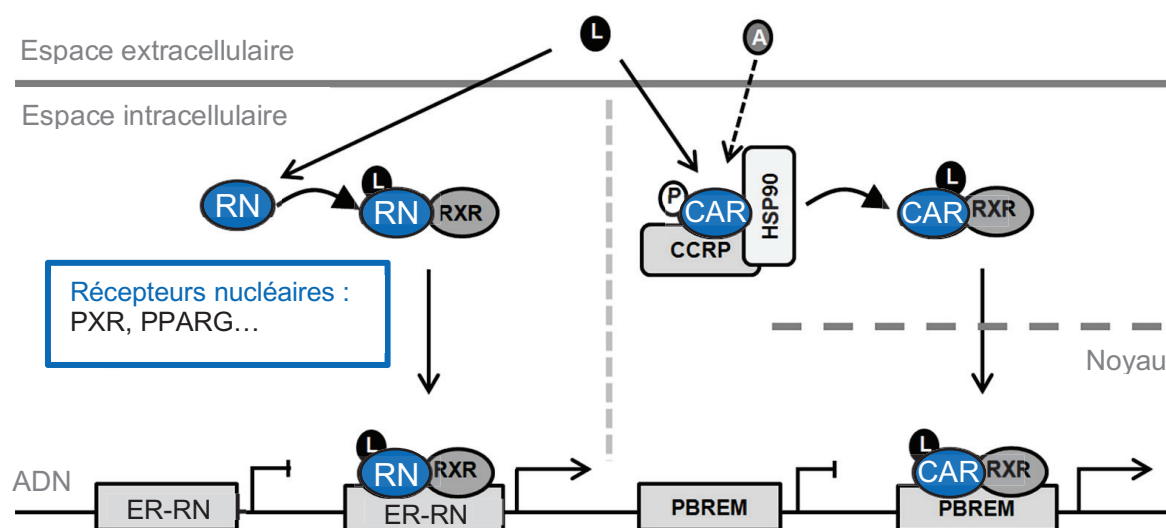 Espace extracellulaire
L
A
Espace intracellulaire
RN
L
RN
RXR
P
CAR
HSP90
CCRP
L
CAR
RXR
Récepteurs nucléaires :
PXR, PPARG…
Noyau
ADN
ER-RN
L
RN
RXR
ER-RN
PBREM
L
CAR
RXR
PBREM